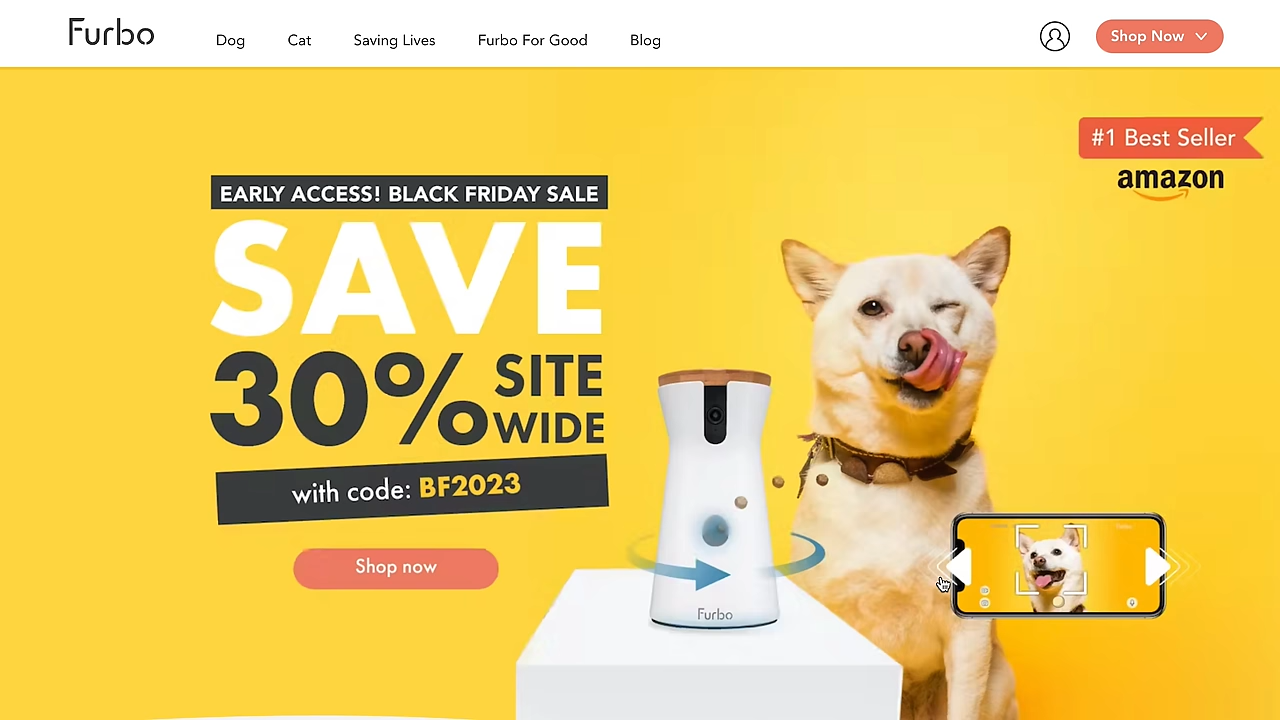 Furbo
Dog
Cat
Saving Lives
Furbo For Good
Blog
Shop Now
#1 Best Seller
amazon
EARLY ACCESS! BLACK FRIDAY SALE
SAVE
30% SITE
WIDE
with code: BF2023
Shop now
Furbo